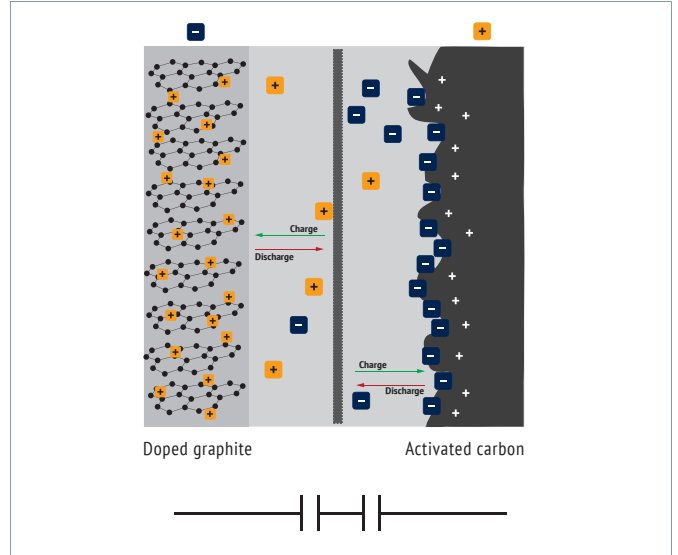 Charge
Discharge
Charge
Discharge
Doped graphite
Activated carbon